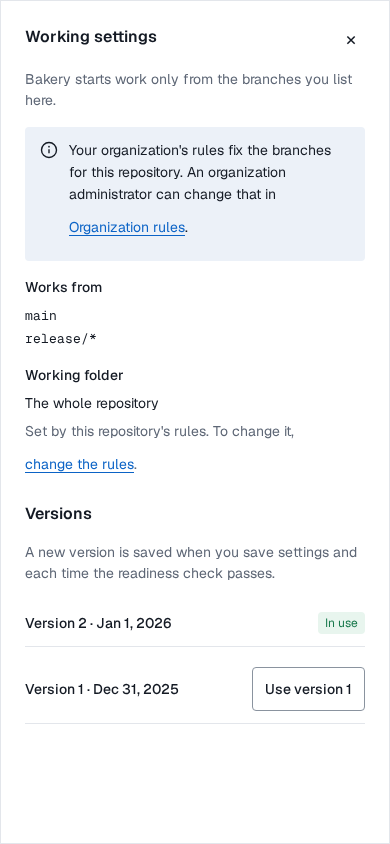 Working settings
Bakery starts work only from the branches you list
here.
Your organization's rules fix the branches
for this repository. An organization
administrator can change that in
Organization rules.
Works from
main
release/*
Working folder
The whole repository
Set by this repository's rules. To change it,
change the rules.
Versions
A new version is saved when you save settings and
each time the readiness check passes.
Version 2 · Jan 1, 2026 In use
Version 1 · Dec 31, 2025 Use version 1